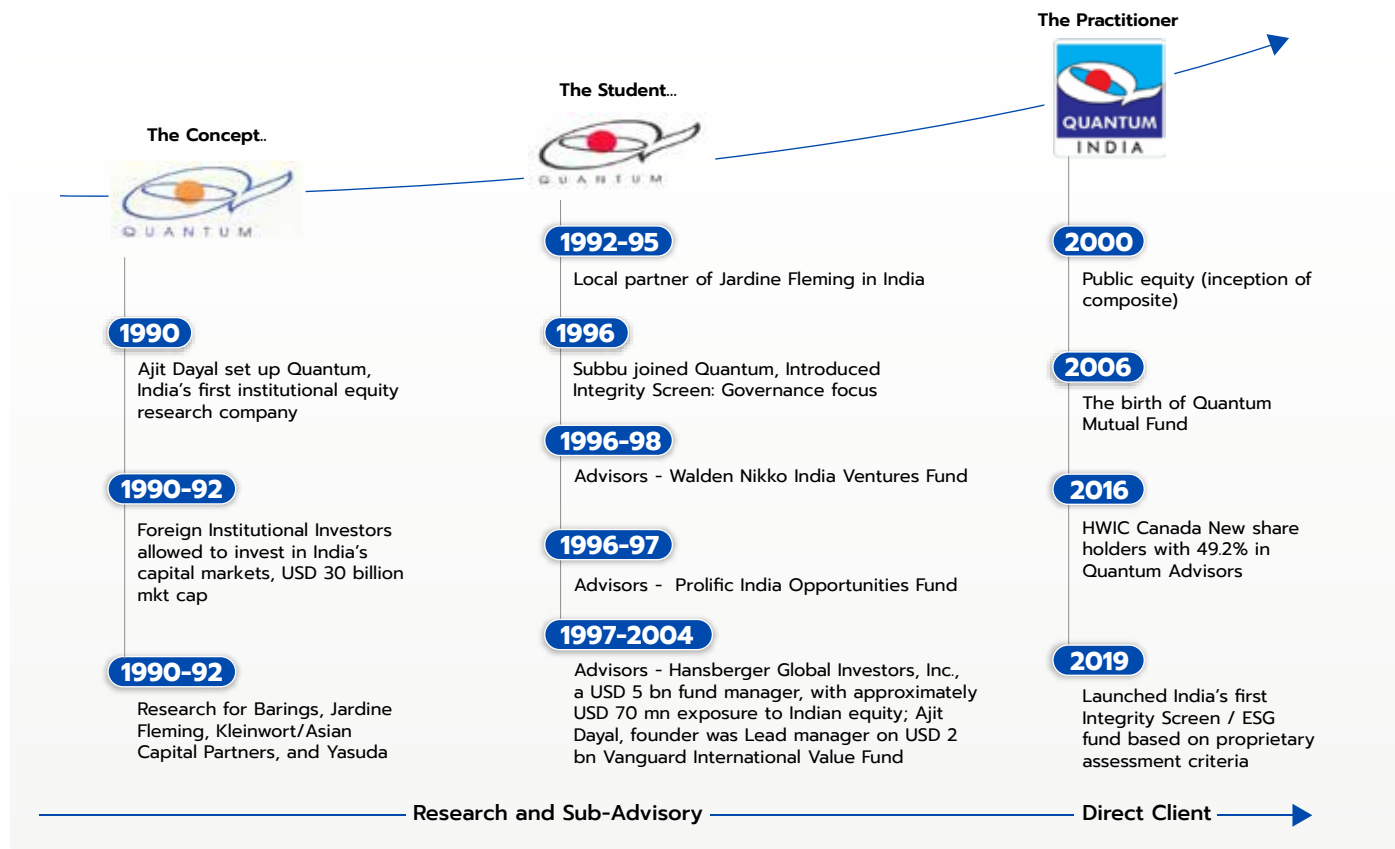 The Concept..
QUANTUM
1990
Ajit Dayal set up Quantum,
India's first institutional equity
research company
1990-92
Foreign Institutional Investors
allowed to invest in India's
capital markets, USD 30 billion
mkt cap
1990-92
Research for Barings, Jardine
Fleming, Kleinwort/Asian
Capital Partners, and Yasuda
The Student...
QUANTUM
1992-95
Local partner of Jardine Fleming in India
1996
Subbu joined Quantum, Introduced
Integrity Screen: Governance focus
1996-98
Advisors - Walden Nikko India Ventures Fund
1996-97
Advisors - Prolific India Opportunities Fund
1997-2004
Advisors - Hansberger Global Investors, Inc.,
a USD 5 bn fund manager, with approximately
USD 70 mn exposure to Indian equity; Ajit
Dayal, founder was Lead manager on USD 2
bn Vanguard International Value Fund
The Practitioner
QUANTUM
INDIA
2000
Public equity (inception of
composite)
2006
The birth of Quantum
Mutual Fund
2016
HWIC Canada New share
holders with 49.2% in
Quantum Advisors
2019
Launched India's first
Integrity Screen / ESG
fund based on proprietary
assessment criteria
Research and Sub-Advisory
Direct Client